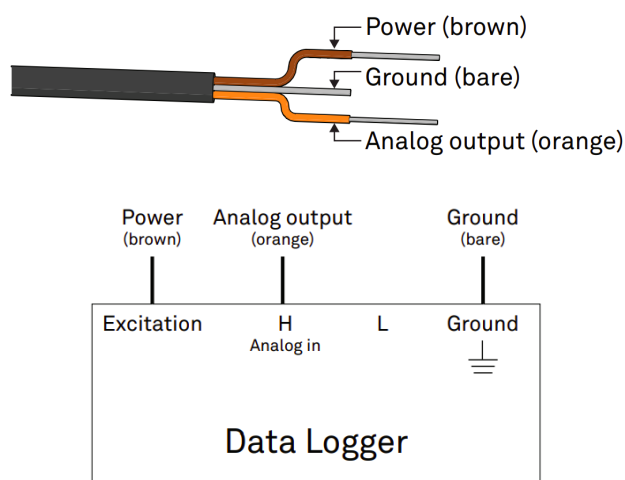 Power (brown)
Ground (bare)
Analog output (orange)
Power
(brown)
Analog output
(orange)
Ground
(bare)
Excitation
H
Analog in
L
Ground
Data Logger